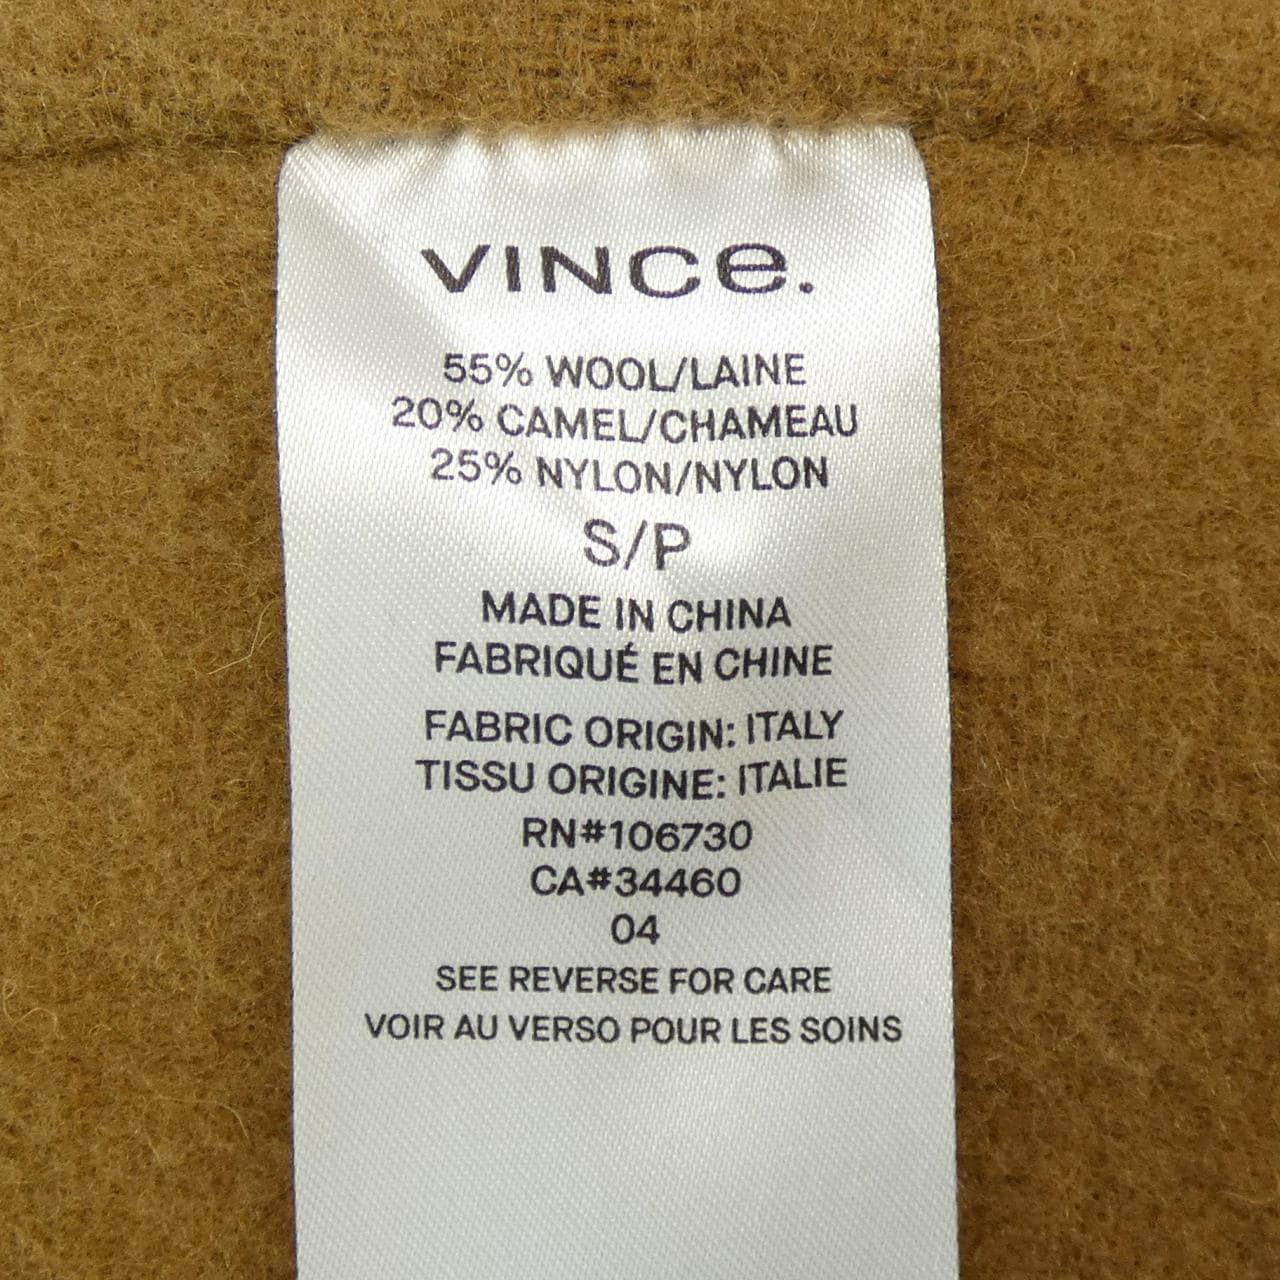 VINCe.
55% WOOL/LAINE
20% CAMEL/CHAMEAU
25% NYLON/NYLON
S/P
MADE IN CHINA
FABRIQUÉ EN CHINE
FABRIC ORIGIN: ITALY
TISSU ORIGINE: ITALIE
RN#106730
CA#34460
04
SEE REVERSE FOR CARE
VOIR AU VERSO POUR LES SOINS